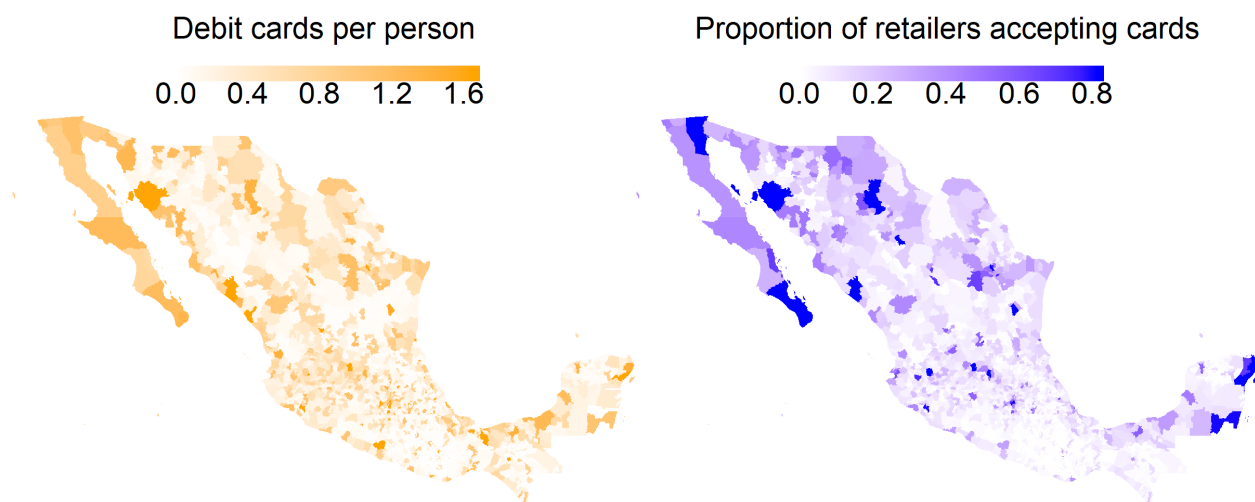 Debit cards per person
0.0 0.4 0.8 1.2 1.6
Proportion of retailers accepting cards
0.0 0.2 0.4 0.6 0.8